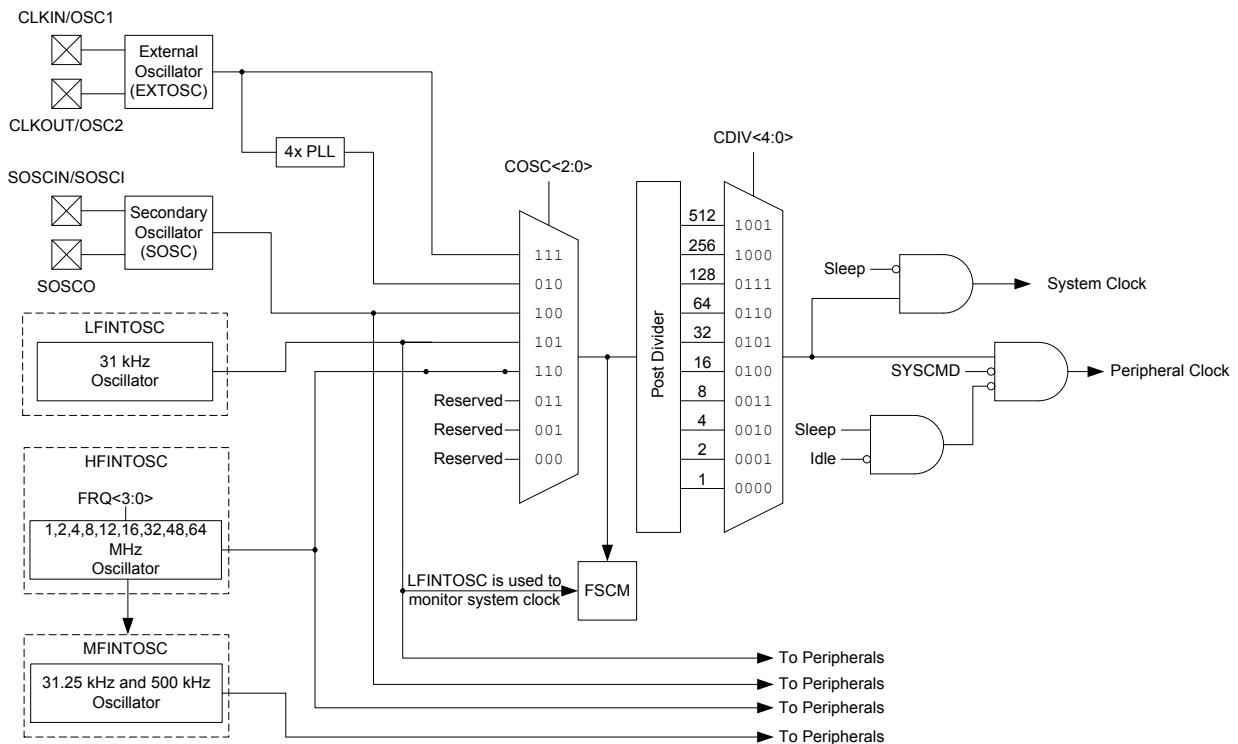 CLKIN/OSC1
External
Oscillator
(EXTOSC)
CLKOUT/OSC2
4x PLL
SOSCIN/SOSCI
Secondary
Oscillator
(SOSC)
SOSCO
LFINTOSC
31 kHz
Oscillator
HFINTOSC
FRQ<3:0>
1,2,4,8,12,16,32,48,64
MHz
Oscillator
MFINTOSC
31.25 kHz and 500 kHz
Oscillator
COSC<2:0>
111
010
100
101
110
Reserved 011
Reserved 001
Reserved 000
LFINTOSC is used to
monitor system clock
FSCM
Post Divider
CDIV<4:0>
512 1001
256 1000
128 0111
64 0110
32 0101
16 0100
8 0011
4 0010
2 0001
1 0000
Sleep
System Clock
SYSCMD
Peripheral Clock
Sleep
Idle
To Peripherals
To Peripherals
To Peripherals
To Peripherals